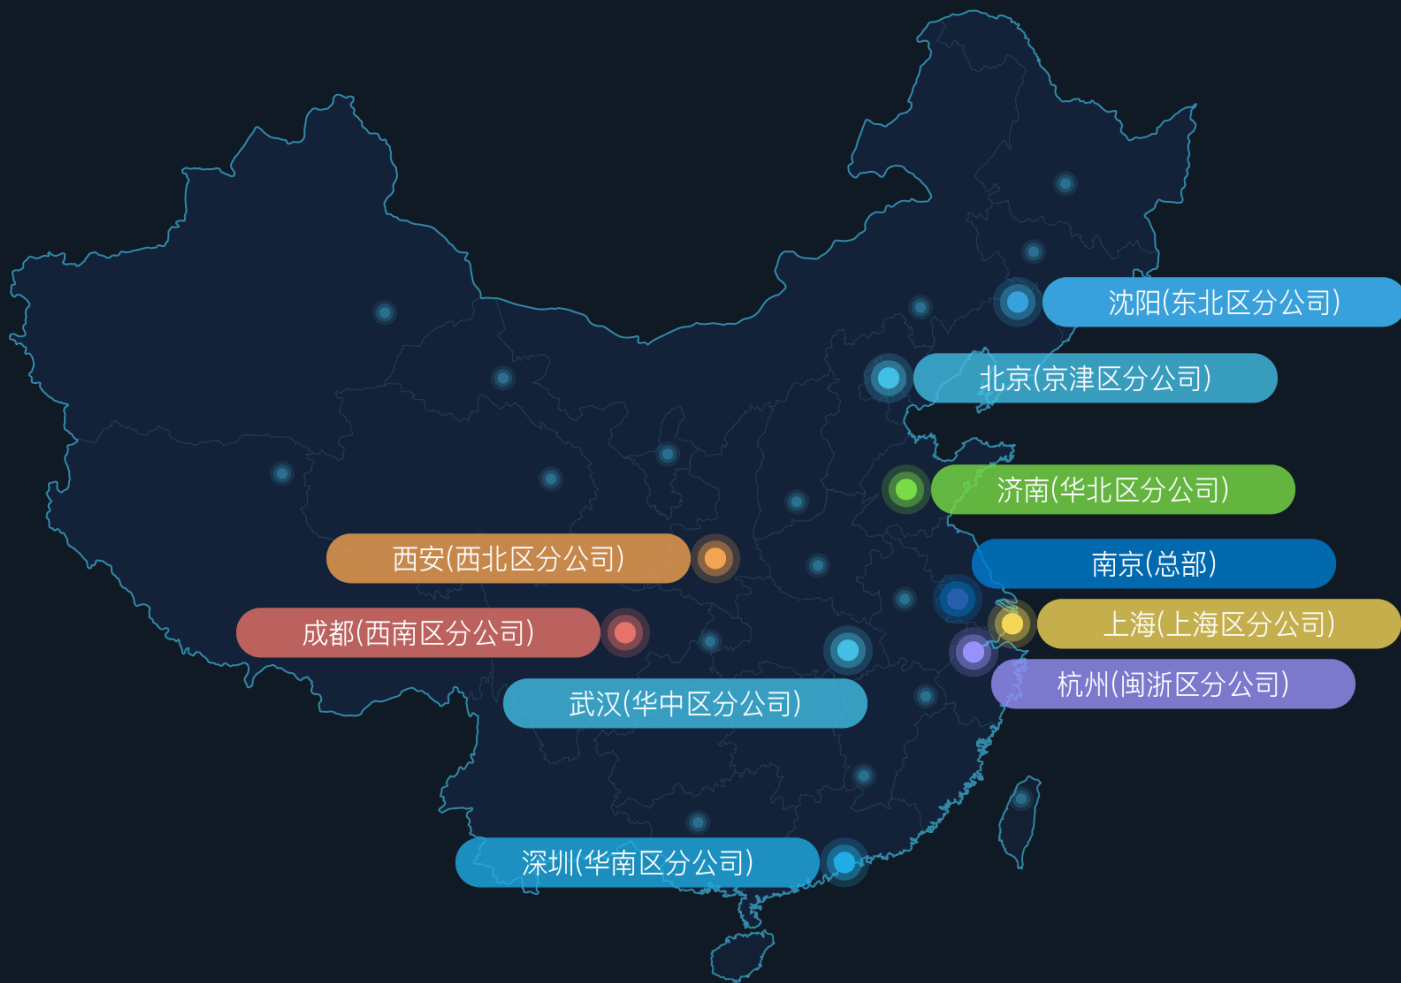 沈阳(东北区分公司)
北京(京津区分公司)
济南(华北区分公司)
西安(西北区分公司)
南京(总部)
上海(上海区分公司)
成都(西南区分公司)
杭州(闽浙区分公司)
武汉(华中区分公司)
深圳(华南区分公司)